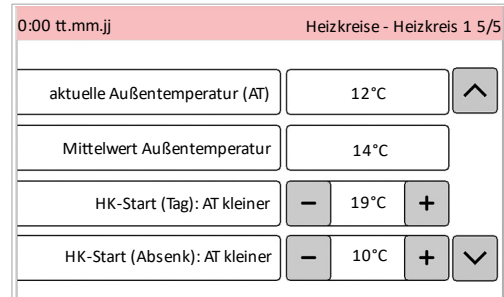 0:00 tt.mm.jj Heizkreise - Heizkreis 1 5/5
aktuelle Außentemperatur (AT) 12°C
Mittelwert Außentemperatur 14°C
HK-Start (Tag): AT kleiner − 19°C +
HK-Start (Absenk): AT kleiner − 10°C +